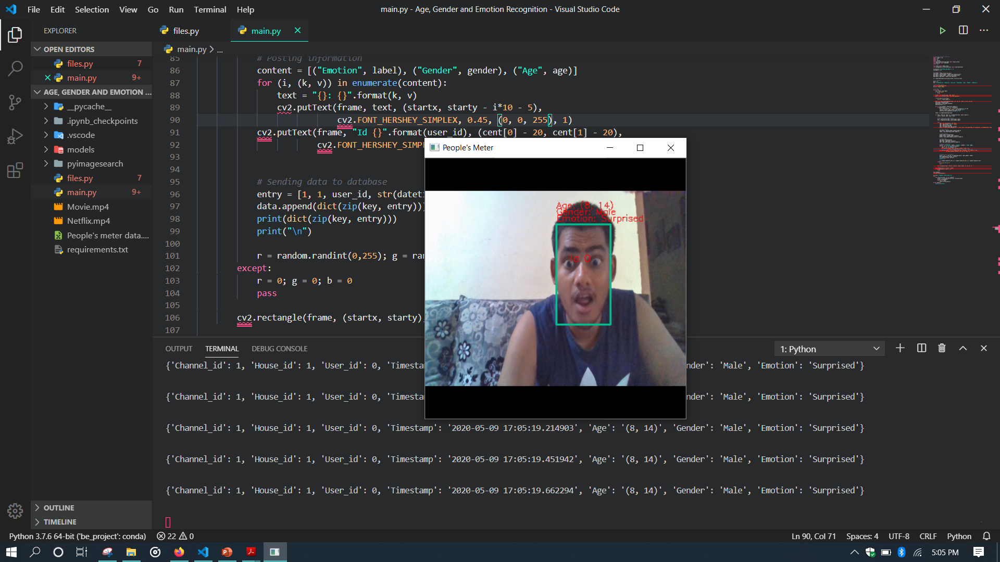 File Edit Selection View Go Run Terminal Help
main.py - Age, Gender and Emotion Recognition - Visual Studio Code
EXPLORER
OPEN EDITORS
files.py 7
main.py 9+
AGE, GENDER AND EMOTION ...
__pycache__
.ipynb_checkpoints
.vscode
models
pyimagesearch
files.py 7
main.py 9+
Movie.mp4
Netflix.mp4
People's meter data....
requirements.txt
OUTLINE
TIMELINE
files.py
main.py
main.py > ...
85 # Posting information
86 content = [("Emotion", label), ("Gender", gender), ("Age", age)]
87 for (i, (k, v)) in enumerate(content):
88 text = "{}: {}".format(k, v)
89 cv2.putText(frame, text, (startx, starty - i*10 - 5),
90 cv2.FONT_HERSHEY_SIMPLEX, 0.45, (0, 0, 255), 1)
91 cv2.putText(frame, "Id {}".format(user_id), (cent[0] - 20, cent[1] - 20),
92 cv2.FONT_HERSHEY_SIMP
93
94
95 # Sending data to database
96 entry = [1, 1, user_id, str(dateti
97 data.append(dict(zip(key, entry))
98 print(dict(zip(key, entry)))
99 print("\n")
100
101 r = random.randint(0,255); g = ran
102 except:
103 r = 0; g = 0; b = 0
104 pass
105
106 cv2.rectangle(frame, (startx, starty),
107
People's Meter
Age: (8, 14)
Gender: Male
Emotion: Surprised
Id 0
OUTPUT TERMINAL DEBUG CONSOLE
1: Python
{'Channel_id': 1, 'House_id': 1, 'User_id': 0, 'Timesta nder': 'Male', 'Emotion': 'Surprised'}
{'Channel_id': 1, 'House_id': 1, 'User_id': 0, 'Timesta nder': 'Male', 'Emotion': 'Surprised'}
{'Channel_id': 1, 'House_id': 1, 'User_id': 0, 'Timestamp': '2020-05-09 17:05:19.214903', 'Age': '(8, 14)', 'Gender': 'Male', 'Emotion': 'Surprised'}
{'Channel_id': 1, 'House_id': 1, 'User_id': 0, 'Timestamp': '2020-05-09 17:05:19.451942', 'Age': '(8, 14)', 'Gender': 'Male', 'Emotion': 'Surprised'}
{'Channel_id': 1, 'House_id': 1, 'User_id': 0, 'Timestamp': '2020-05-09 17:05:19.662294', 'Age': '(8, 14)', 'Gender': 'Male', 'Emotion': 'Surprised'}
Python 3.7.6 64-bit ('be_project': conda) 22 0
Ln 90, Col 71 Spaces: 4 UTF-8 CRLF Python
5:05 PM